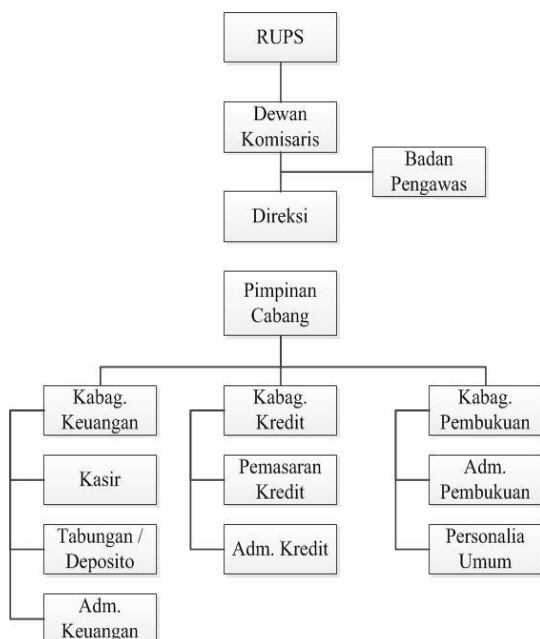 RUPS
Dewan
Komisaris
Badan
Pengawas
Direksi
Pimpinan
Cabang
Kabag.
Keuangan
Kabag.
Kredit
Kabag.
Pembukuan
Kasir
Pemasaran
Kredit
Adm.
Pembukuan
Tabungan /
Deposito
Adm. Kredit
Personalia
Umum
Adm.
Keuangan